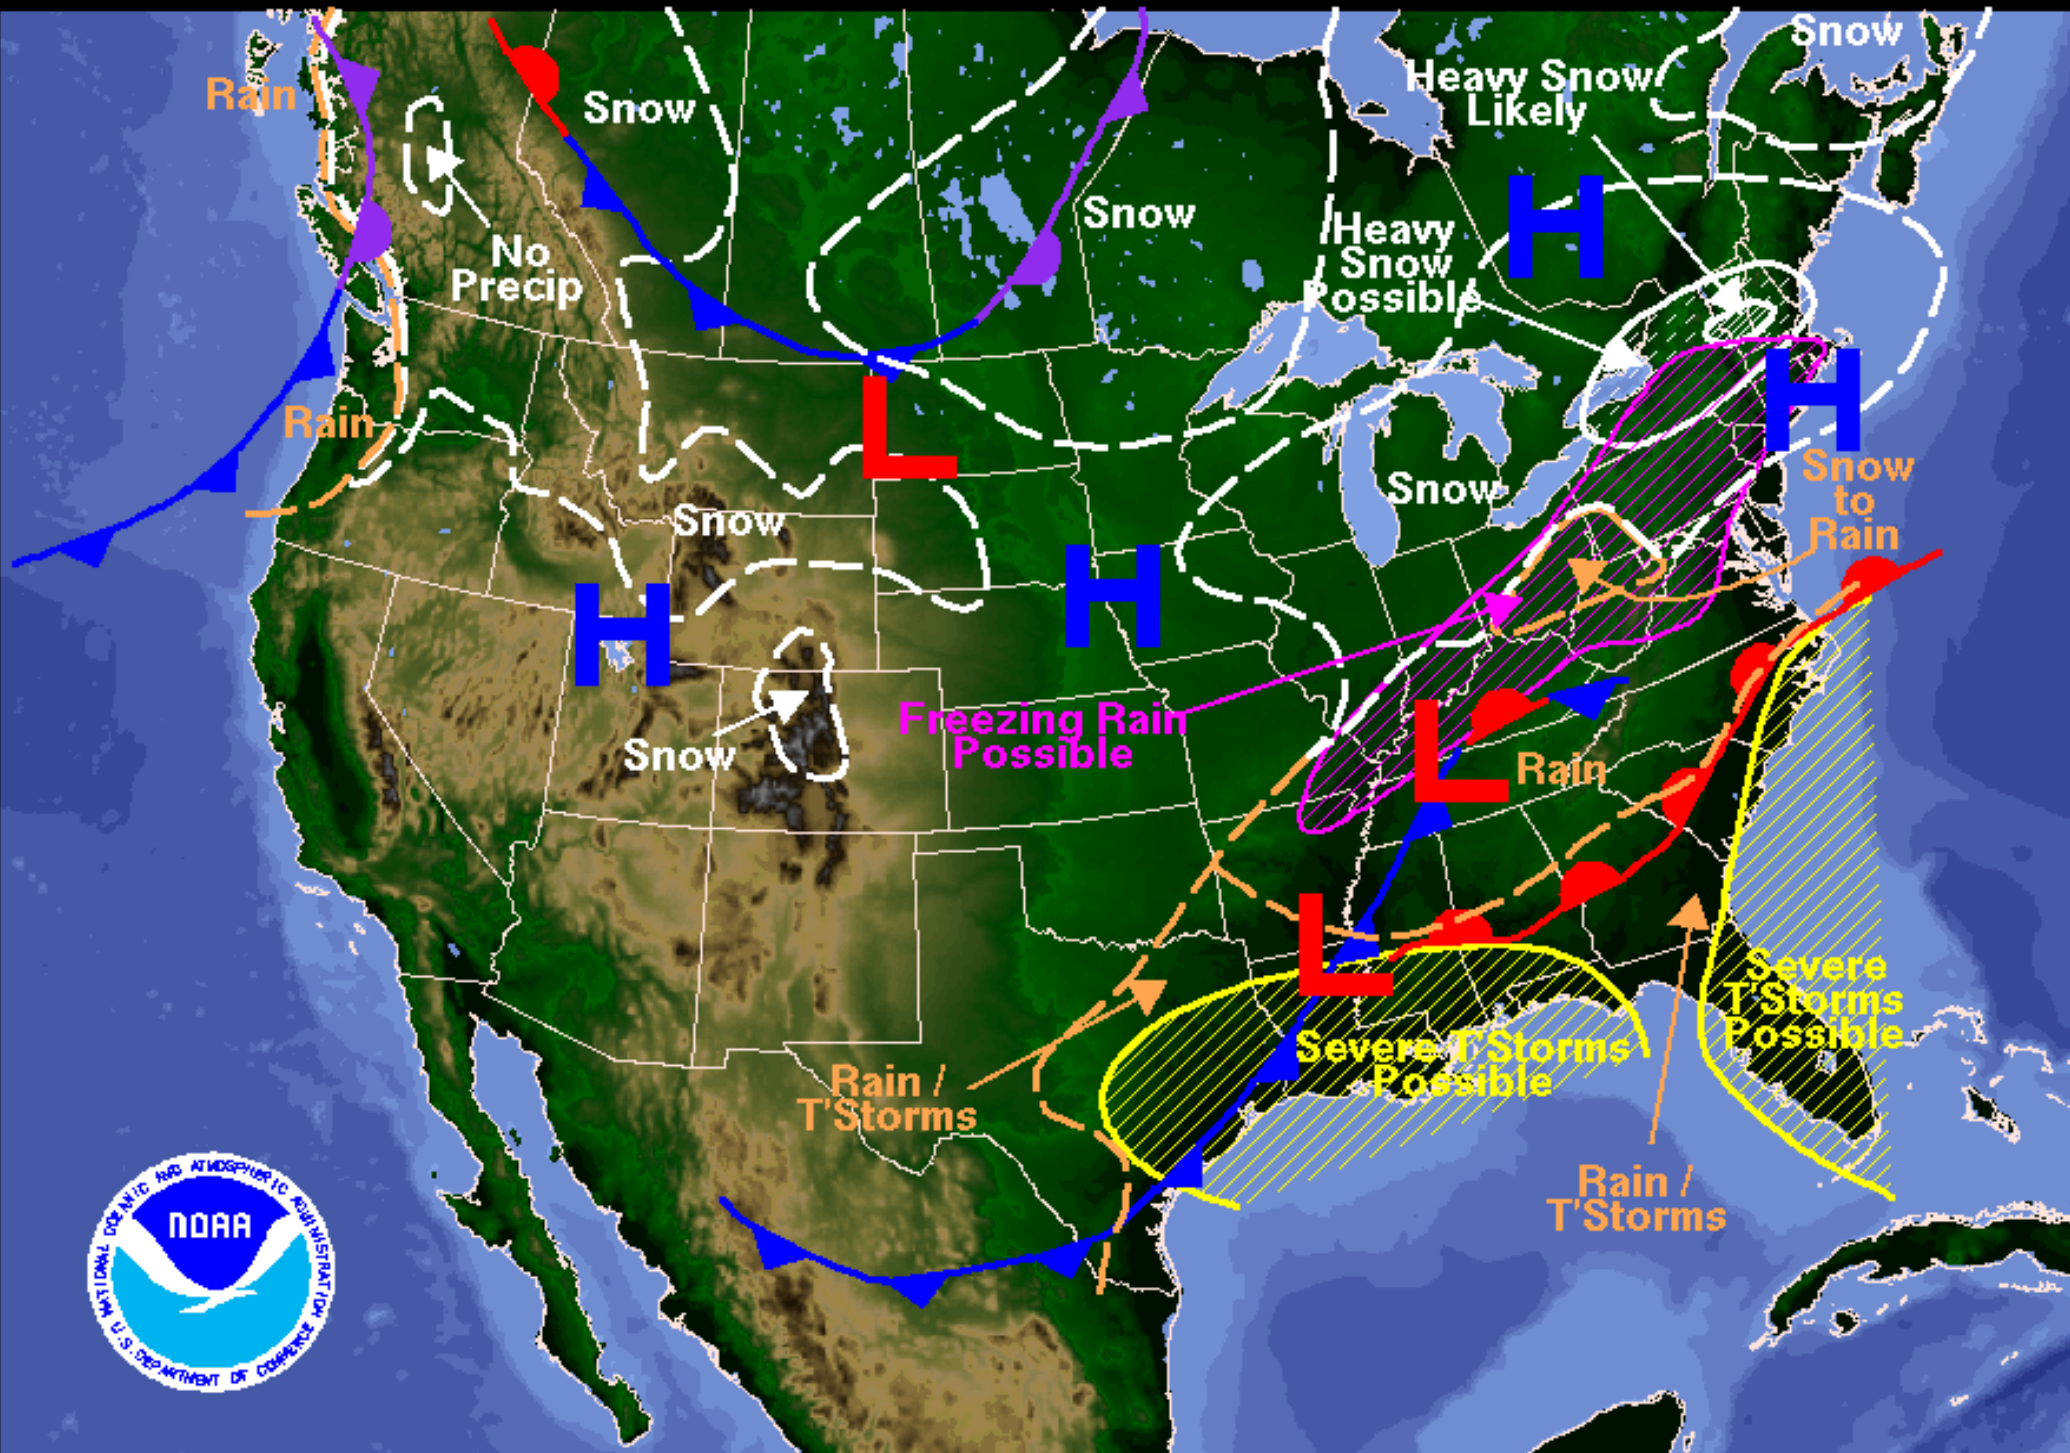 Snow
Heavy Snow
Likely
Rain
Snow
Snow
Heavy
Snow
Possible
No
Precip
H
H
L
Rain
Snow
to
Rain
Snow
Snow
H
H
Freezing Rain
Possible
Snow
L
Rain
L
Severe
T'Storms
Possible
Severe T'Storms
Possible
Rain /
T'Storms
Rain /
T'Storms
NATIONAL OCEANIC AND ATMOSPHERIC ADMINISTRATION
NOAA
U.S. DEPARTMENT OF COMMERCE